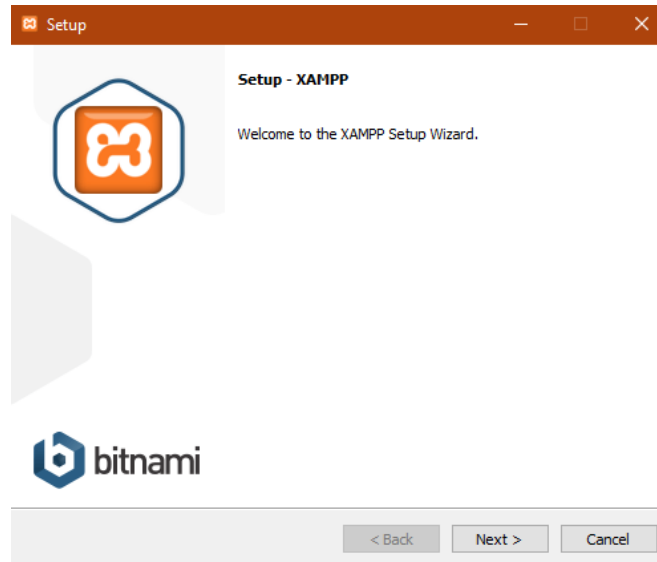 Setup
Setup - XAMPP
Welcome to the XAMPP Setup Wizard.
bitnami
< Back Next > Cancel